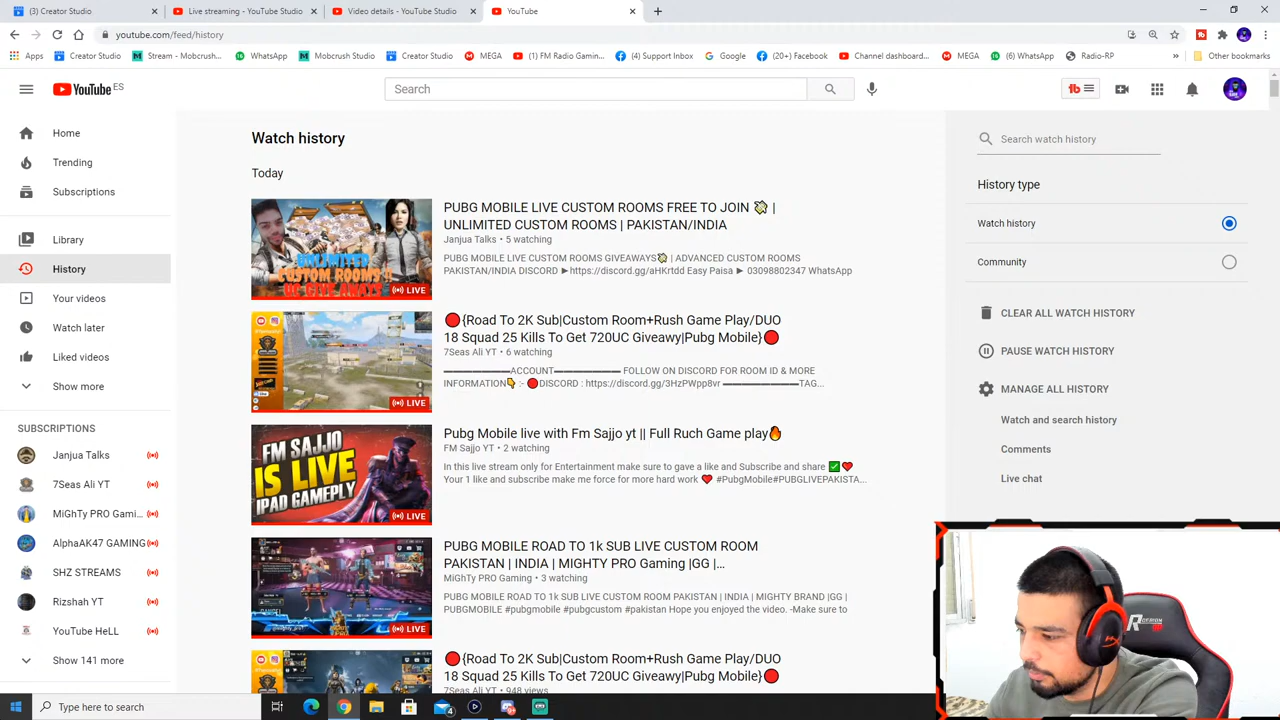 (3) Creator Studio
Live streaming - YouTube Studio
Video details - YouTube Studio
YouTube
youtube.com/feed/history
Apps
Creator Studio
Stream - Mobcrush...
WhatsApp
Mobcrush Studio
Creator Studio
MEGA
(1) FM Radio Gamin...
(4) Support Inbox
Google
(20+) Facebook
Channel dashboard...
MEGA
(6) WhatsApp
Radio-RP
»
Other bookmarks
YouTube ES
Search
tb
Home
Trending
Subscriptions
Library
History
Your videos
Watch later
Liked videos
Show more
SUBSCRIPTIONS
Janjua Talks
7Seas Ali YT
MiGhTy PRO Gami...
AlphaAK47 GAMING
SHZ STREAMS
Rizshah YT
YouTube HeLL
Show 141 more
Watch history
Today
UNLIMITED
CUSTOM ROOMS !!
UC GIVE AWAYS
LIVE
PUBG MOBILE LIVE CUSTOM ROOMS FREE TO JOIN 💸 |
UNLIMITED CUSTOM ROOMS | PAKISTAN/INDIA
Janjua Talks • 5 watching
PUBG MOBILE LIVE CUSTOM ROOMS GIVEAWAYS💸 | ADVANCED CUSTOM ROOMS
PAKISTAN/INDIA DISCORD ►https://discord.gg/aHKrtdd Easy Paisa ► 03098802347 WhatsApp
LIVE
🔴{Road To 2K Sub|Custom Room+Rush Game Play/DUO
18 Squad 25 Kills To Get 720UC Giveawy|Pubg Mobile}🔴
7Seas Ali YT • 6 watching
▬▬▬▬▬▬▬ACCOUNT▬▬▬▬▬▬▬ FOLLOW ON DISCORD FOR ROOM ID & MORE
INFORMATION👇 :- 🔴DISCORD : https://discord.gg/3HzPWpp8vr ▬▬▬▬▬▬▬▬TAG...
FM SAJJO
IS LIVE
IPAD GAMEPLY
LIVE
Pubg Mobile live with Fm Sajjo yt || Full Ruch Game play🔥
FM Sajjo YT • 2 watching
In this live stream only for Entertainment make sure to gave a like and Subscribe and share ✅❤️
Your 1 like and subscribe make me force for more hard work ❤️ #PubgMobile#PUBGLIVEPAKISTA...
LIVE
PUBG MOBILE ROAD TO 1k SUB LIVE CUSTOM ROOM
PAKISTAN | INDIA | MIGHTY PRO Gaming |GG |...
MiGhTy PRO Gaming • 3 watching
PUBG MOBILE ROAD TO 1k SUB LIVE CUSTOM ROOM PAKISTAN | INDIA | MIGHTY BRAND |GG |
PUBGMOBILE #pubgmobile #pubgcustom #pakistan Hope you enjoyed the video. -Make sure to
🔴{Road To 2K Sub|Custom Room+Rush Game Play/DUO
18 Squad 25 Kills To Get 720UC Giveawy|Pubg Mobile}🔴
7Seas Ali YT • 948 views
Search watch history
History type
Watch history
Community
CLEAR ALL WATCH HISTORY
PAUSE WATCH HISTORY
MANAGE ALL HISTORY
Watch and search history
Comments
Live chat
Type here to search
4